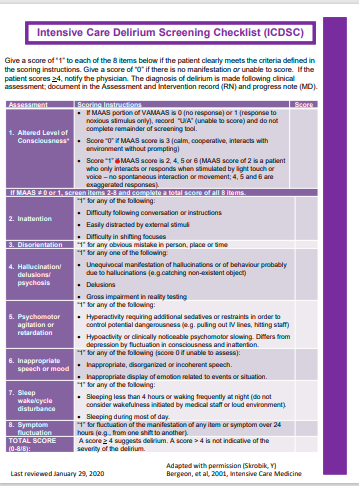 Intensive Care Delirium Screening Checklist (ICDSC)
Give a score of "1" to each of the 8 items below if the patient clearly meets the criteria defined in
the scoring instructions. Give a score of "0" if there is no manifestation or unable to score. If the
patient scores ≥4, notify the physician. The diagnosis of delirium is made following clinical
assessment; document in the Assessment and Intervention record (RN) and progress note (MD).
Assessment Scoring Instructions Score
1. Altered Level of
Consciousness*
• If MAAS portion of VAMAAS is 0 (no response) or 1 (response to
noxious stimulus only), record "U/A" (unable to score) and do not
complete remainder of screening tool.
• Score "0" if MAAS score is 3 (calm, cooperative, interacts with
environment without prompting)
• Score "1" if MAAS score is 2, 4, 5 or 6 (MAAS score of 2 is a patient
who only interacts or responds when stimulated by light touch or
voice – no spontaneous interaction or movement; 4, 5 and 6 are
exaggerated responses).
If MAAS ≠ 0 or 1, screen items 2-8 and complete a total score of all 8 items.
2. Inattention
"1" for any of the following:
• Difficulty following conversation or instructions
• Easily distracted by external stimuli
• Difficulty in shifting focuses
3. Disorientation "1" for any obvious mistake in person, place or time
4. Hallucination/
delusions/
psychosis
"1" for any one of the following:
• Unequivocal manifestation of hallucinations or of behaviour probably
due to hallucinations (e.g.catching non-existent object)
• Delusions
• Gross impairment in reality testing
5. Psychomotor
agitation or
retardation
"1" for any of the following:
• Hyperactivity requiring additional sedatives or restraints in order to
control potential dangerousness (e.g. pulling out IV lines, hitting staff)
• Hypoactivity or clinically noticeable psychomotor slowing. Differs from
depression by fluctuation in consciousness and inattention.
6. Inappropriate
speech or mood
"1" for any of the following (score 0 if unable to assess):
• Inappropriate, disorganized or incoherent speech.
• Inappropriate display of emotion related to events or situation.
7. Sleep
wake/cycle
disturbance
"1" for any of the following:
• Sleeping less than 4 hours or waking frequently at night (do not
consider wakefulness initiated by medical staff or loud environment).
• Sleeping during most of day.
8. Symptom
fluctuation
"1" for fluctuation of the manifestation of any item or symptom over 24
hours (e.g., from one shift to another).
TOTAL SCORE
(0-8/8):
A score ≥ 4 suggests delirium. A score > 4 is not indicative of the
severity of the delirium.
Last reviewed January 29, 2020
Adapted with permission (Skrobik, Y)
Bergeon, et al, 2001, Intensive Care Medicine